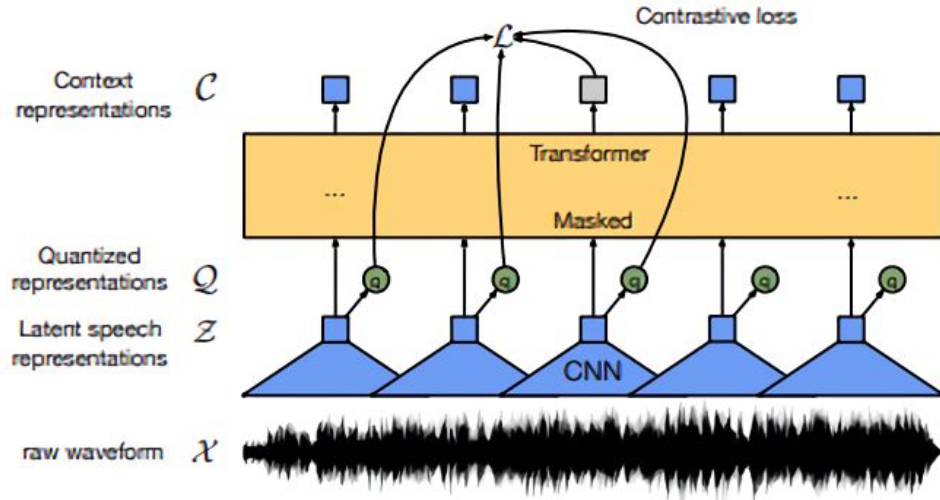 Contrastive loss
ℒ
Context
representations 𝒞
Transformer
... ...
Masked
Quantized
representations 𝒬
q q q q q
Latent speech
representations 𝒵
CNN
raw waveform 𝒳